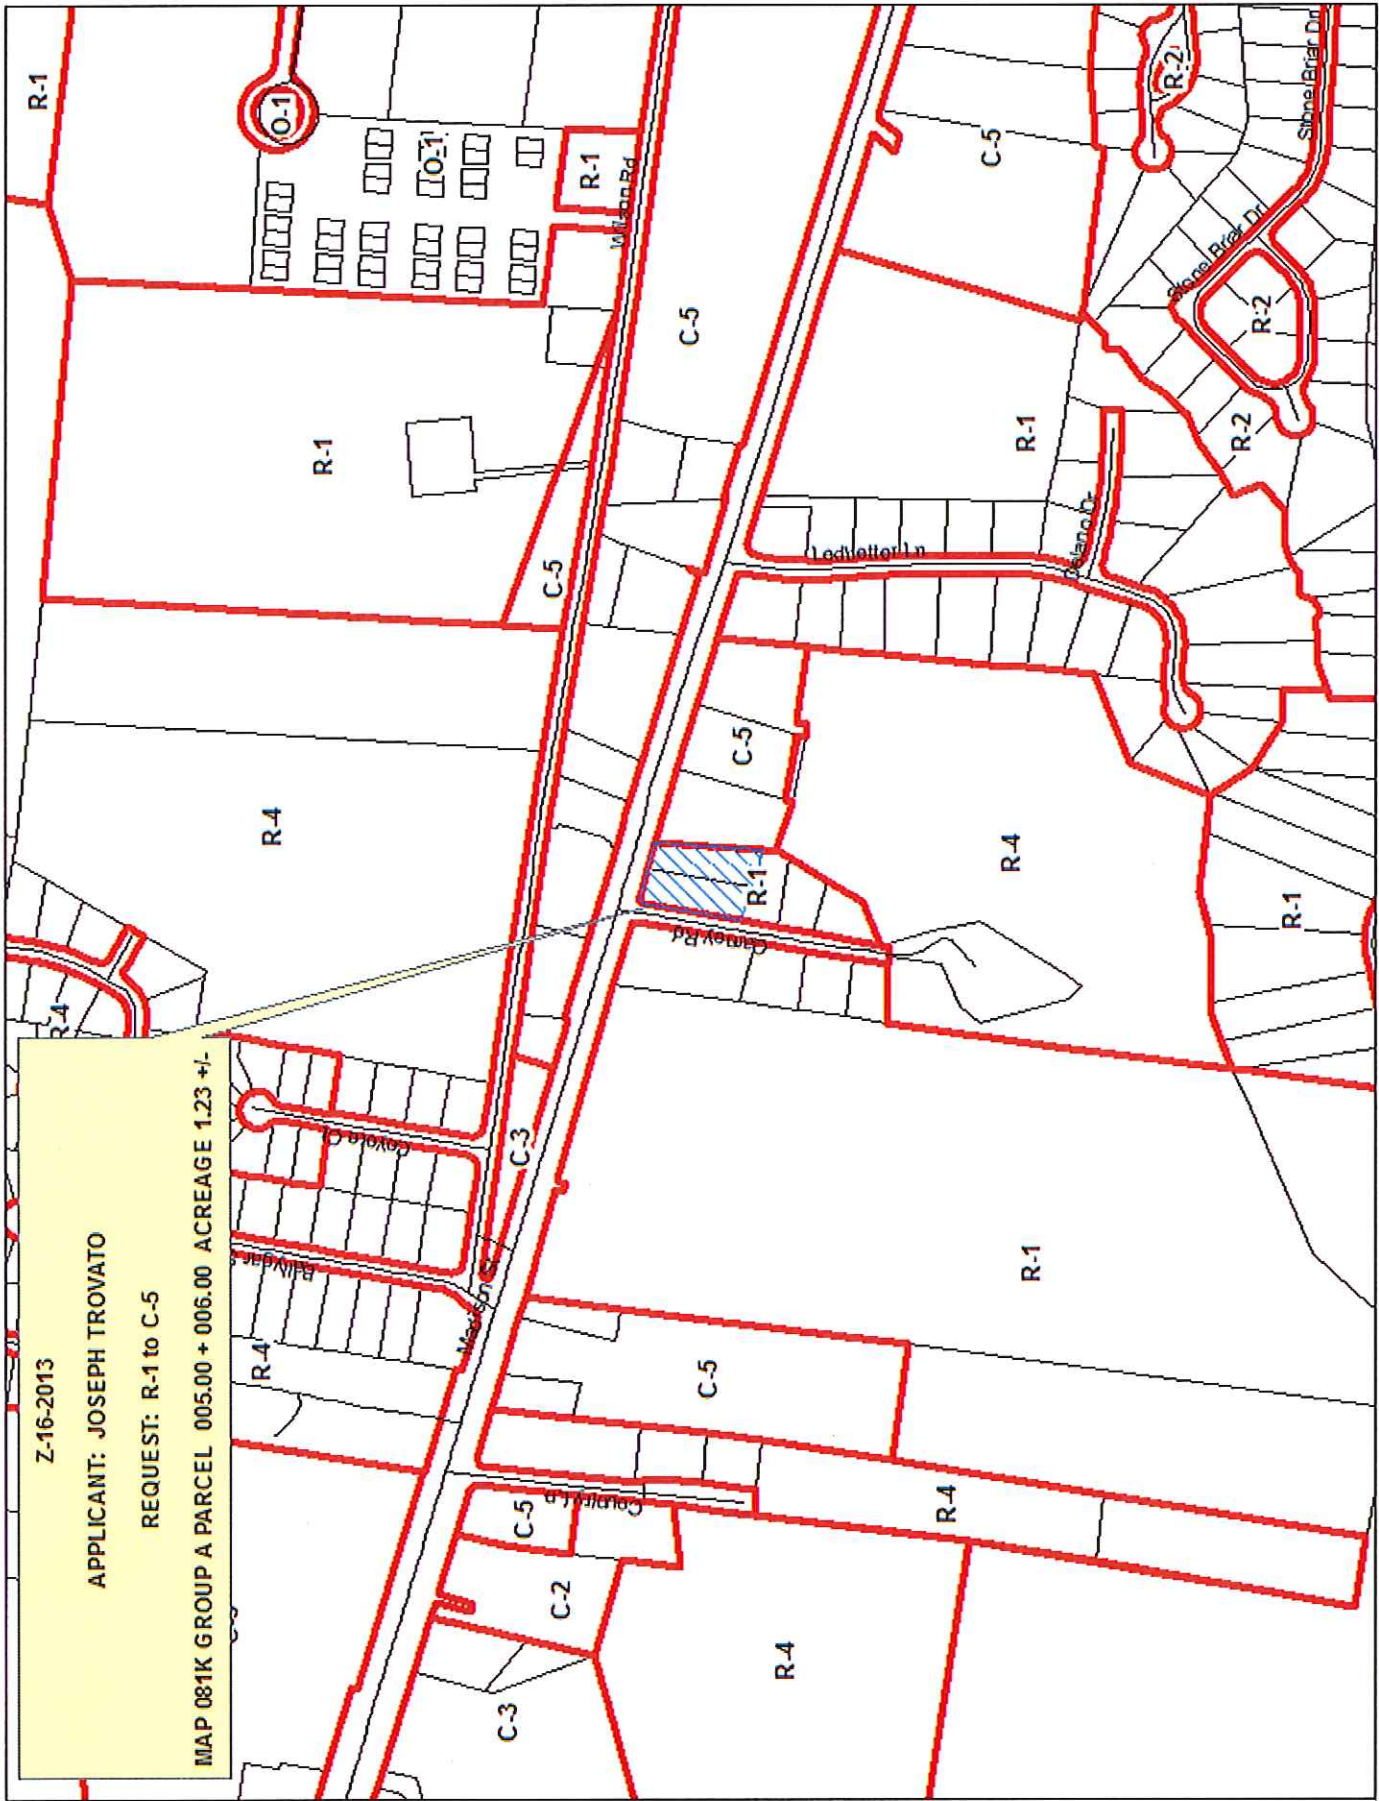 Z-16-2013
APPLICANT: JOSEPH TROVATO
REQUEST: R-1 to C-5
MAP 081K GROUP A PARCEL 005.00 + 006.00 ACREAGE 1.23 +/-
R-4
R-4
R-4
R-1
R-1
O-1
O-1
R-1
Wilson Rd
C-5
C-5
C-3
Coyote Ct
R-4
Madison St
C-3
C-2
C-5
Country Ln
C-5
R-4
R-4
R-1
R-1
R-4
R-1
C-5
Ledbetter Ln
R-1
C-5
R-2
R-2
R-2
Stone Briar Dr
Stone Briar Dr